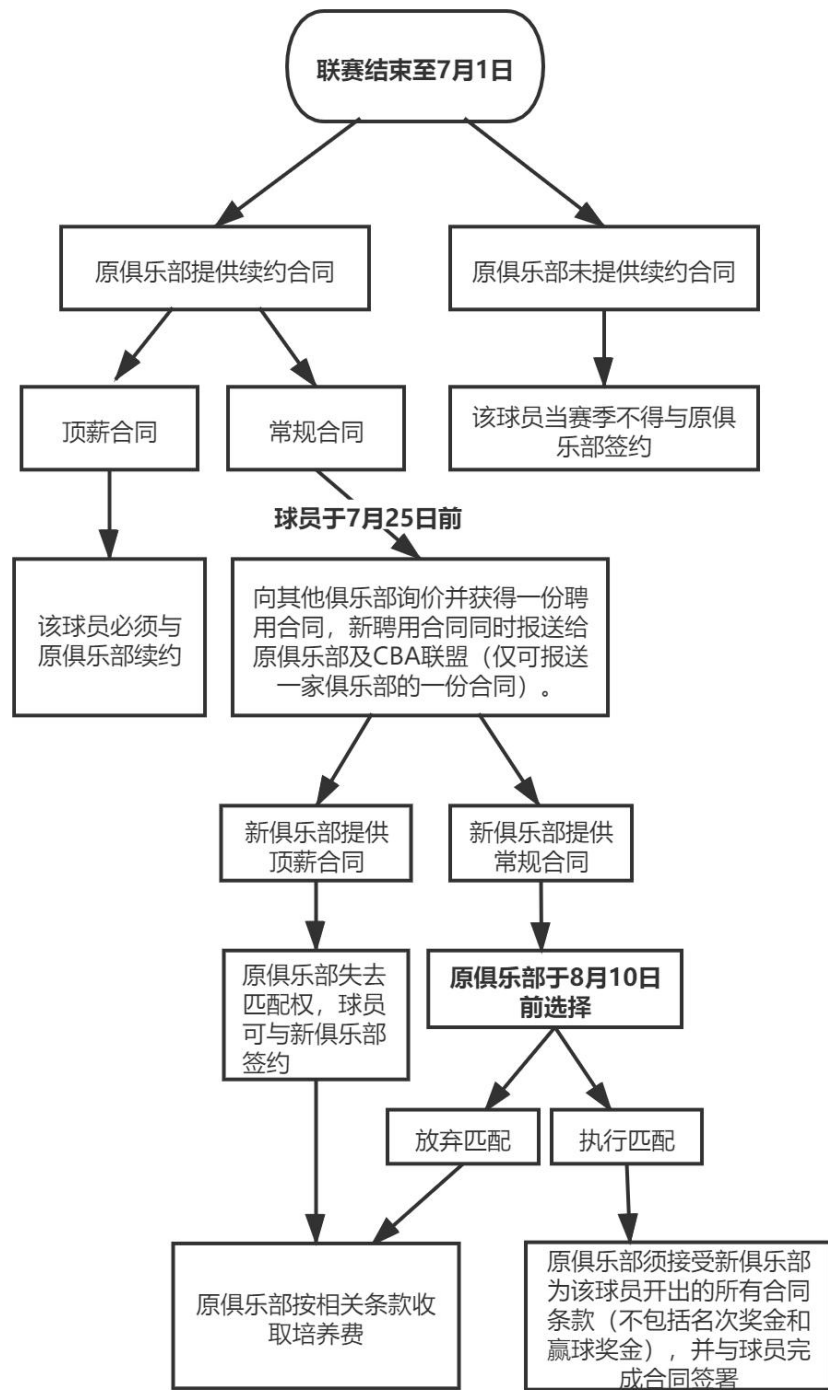 联赛结束至7月1日
原俱乐部提供续约合同
原俱乐部未提供续约合同
顶薪合同
常规合同
该球员当赛季不得与原俱
乐部签约
球员于7月25日前
该球员必须与
原俱乐部续约
向其他俱乐部询价并获得一份聘
用合同，新聘用合同同时报送给
原俱乐部及CBA联盟（仅可报送
一家俱乐部的一份合同）。
新俱乐部提供
顶薪合同
新俱乐部提供
常规合同
原俱乐部失去
匹配权，球员
可与新俱乐部
签约
原俱乐部于8月10日
前选择
放弃匹配
执行匹配
原俱乐部按相关条款收
取培养费
原俱乐部须接受新俱乐部
为该球员开出的所有合同
条款（不包括名次奖金和
赢球奖金），并与球员完
成合同签署